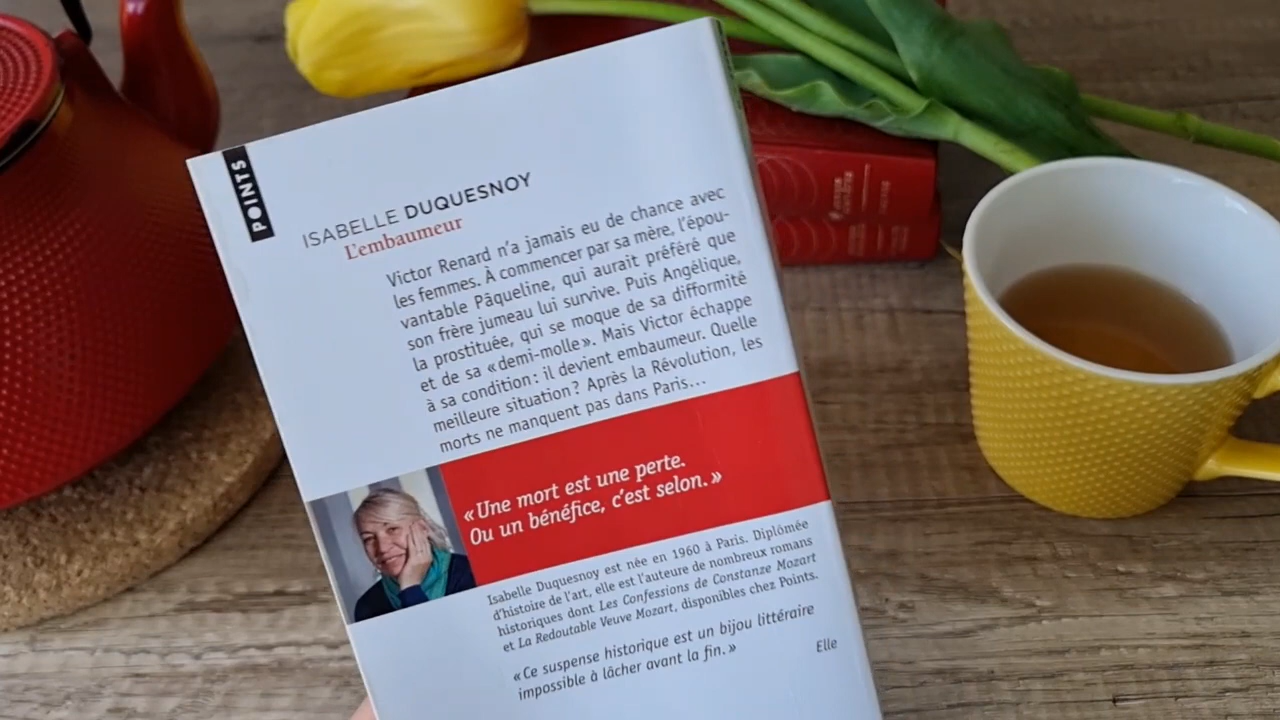 POINTS
ISABELLE DUQUESNOY
L'embaumeur
Victor Renard n'a jamais eu de chance avec
les femmes. À commencer par sa mère, l'épou-
vantable Pâqueline, qui aurait préféré que
son frère jumeau lui survive. Puis Angélique,
la prostituée, qui se moque de sa difformité
et de sa «demi-molle». Mais Victor échappe
à sa condition : il devient embaumeur. Quelle
meilleure situation ? Après la Révolution, les
morts ne manquent pas dans Paris…
«Une mort est une perte.
Ou un bénéfice, c'est selon.»
Isabelle Duquesnoy est née en 1960 à Paris. Diplômée
d'histoire de l'art, elle est l'auteure de nombreux romans
historiques dont Les Confessions de Constanze Mozart
et La Redoutable Veuve Mozart, disponibles chez Points.
«Ce suspense historique est un bijou littéraire
impossible à lâcher avant la fin.»
Elle